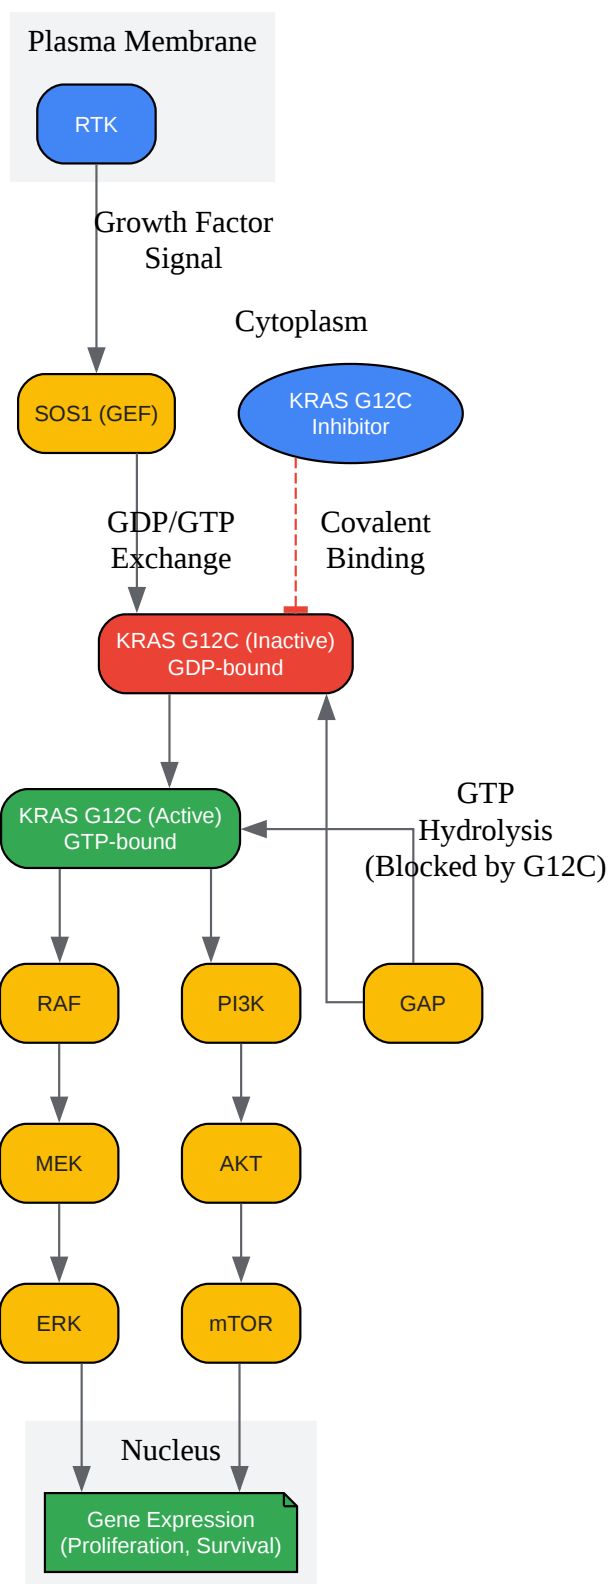 Plasma Membrane
RTK
Growth Factor
Signal
Cytoplasm
SOS1 (GEF)
KRAS G12C
Inhibitor
GDP/GTP
Exchange
Covalent
Binding
KRAS G12C (Inactive)
GDP-bound
KRAS G12C (Active)
GTP-bound
GTP
Hydrolysis
(Blocked by G12C)
RAF
PI3K
GAP
MEK
AKT
ERK
mTOR
Nucleus
Gene Expression
(Proliferation, Survival)